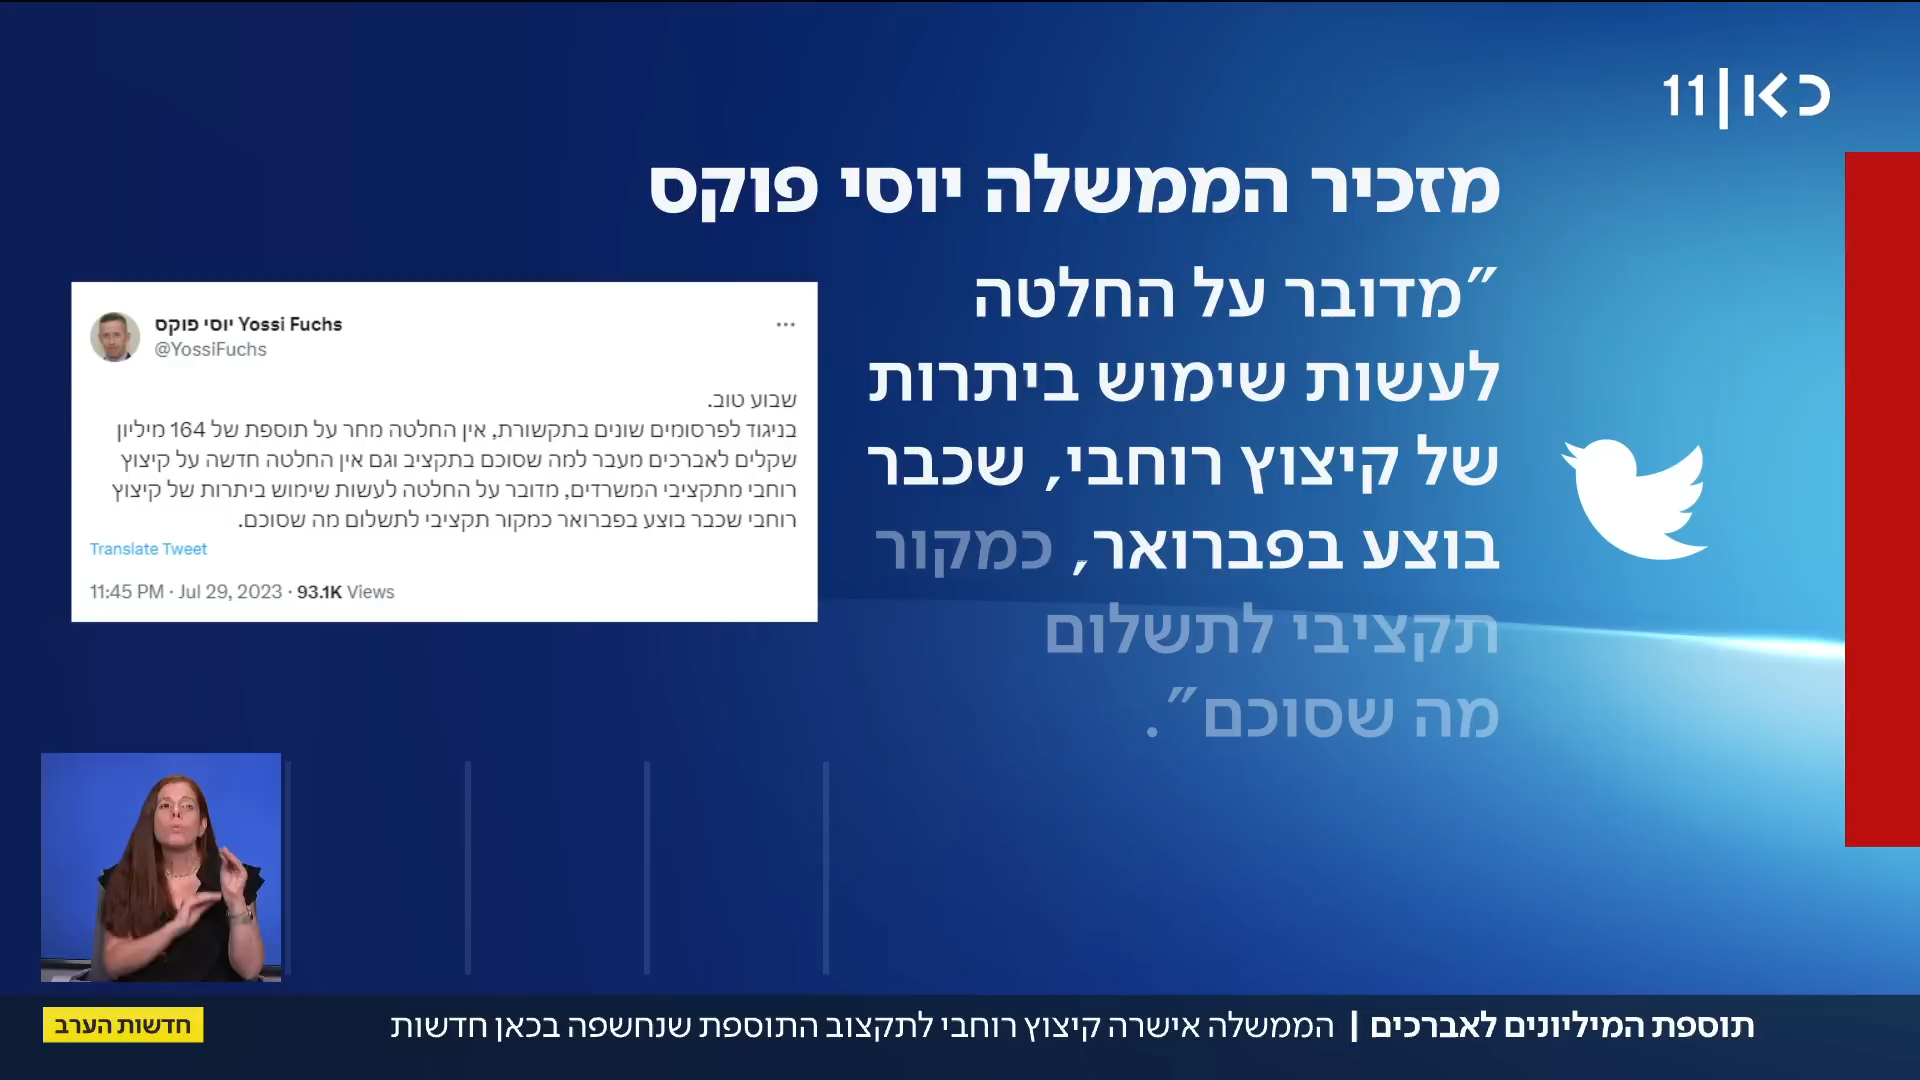 כאן|11
מזכיר הממשלה יוסי פוקס
"מדובר על החלטה
לעשות שימוש ביתרות
של קיצוץ רוחבי, שכבר
בוצע בפברואר, כמקור
תקציבי לתשלום
מה שסוכם".
יוסי פוקס Yossi Fuchs
@YossiFuchs
שבוע טוב.
בניגוד לפרסומים שונים בתקשורת, אין החלטה מחר על תוספת של 164 מיליון
שקלים לאברכים מעבר למה שסוכם בתקציב וגם אין החלטה חדשה על קיצוץ
רוחבי מתקציבי המשרדים, מדובר על החלטה לעשות שימוש ביתרות של קיצוץ
רוחבי שכבר בוצע בפברואר כמקור תקציבי לתשלום מה שסוכם.
Translate Tweet
11:45 PM · Jul 29, 2023 · 93.1K Views
תוספת המיליונים לאברכים | הממשלה אישרה קיצוץ רוחבי לתקצוב התוספת שנחשפה בכאן חדשות
חדשות הערב